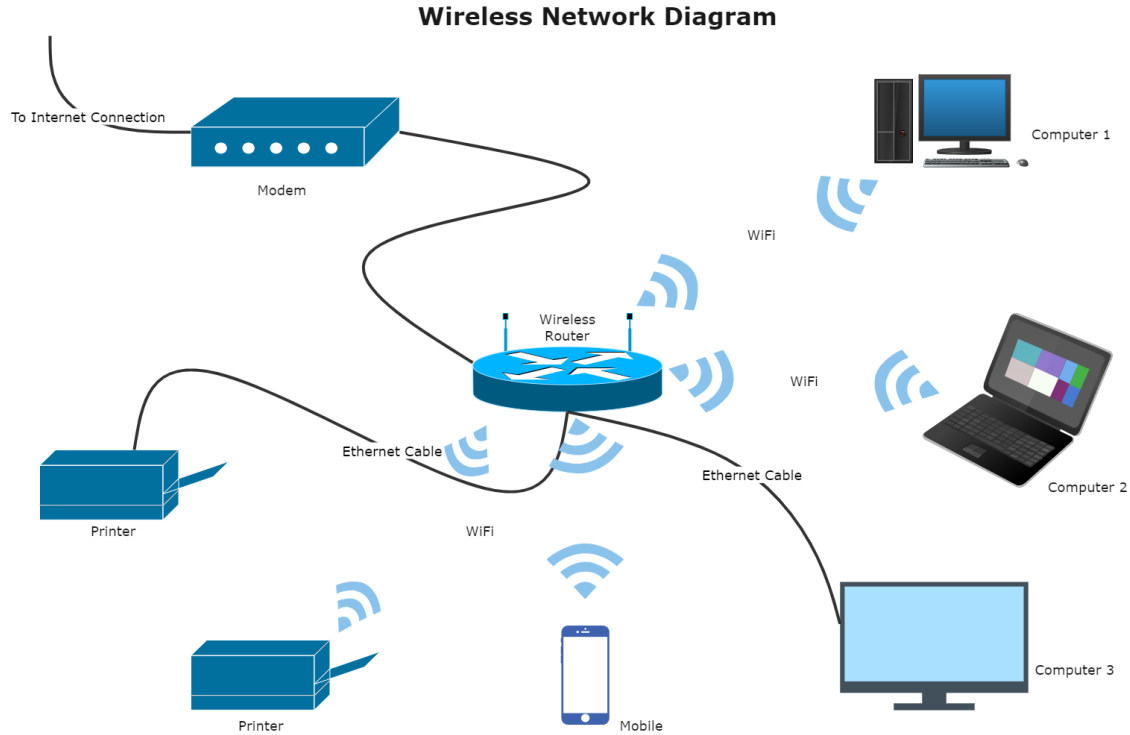 Wireless Network Diagram
To Internet Connection
Modem
Computer 1
WiFi
Wireless
Router
WiFi
Ethernet Cable
Ethernet Cable
Computer 2
Printer
WiFi
Computer 3
Printer
Mobile